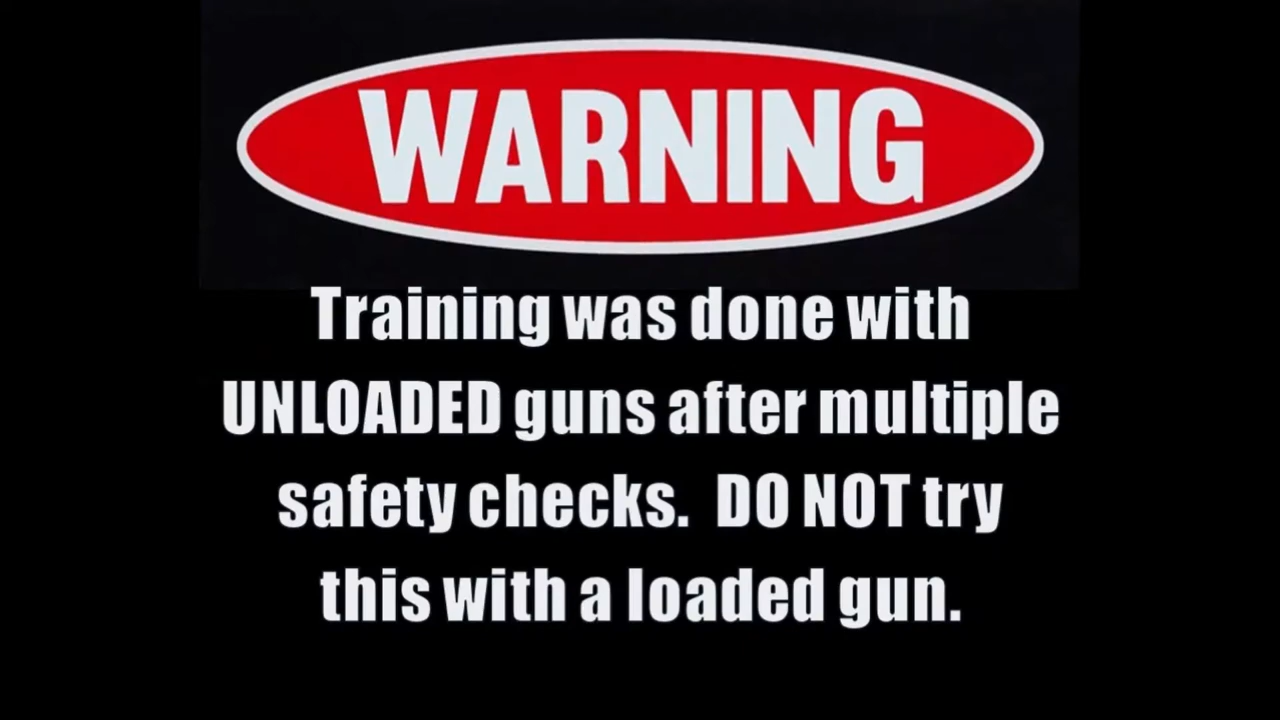 WARNING
Training was done with
UNLOADED guns after multiple
safety checks.  DO NOT try
this with a loaded gun.